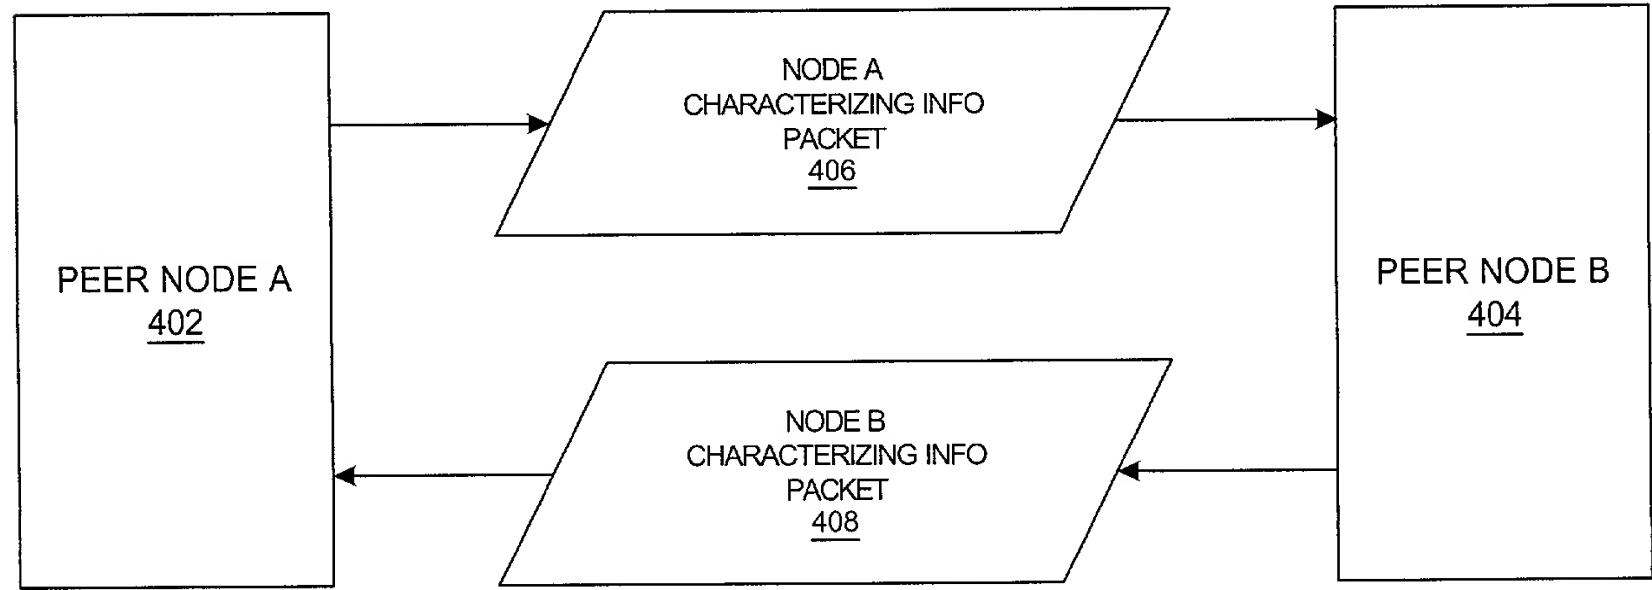 NODE A
CHARACTERIZING INFO
PACKET
406
PEER NODE A
402
PEER NODE B
404
NODE B
CHARACTERIZING INFO
PACKET
408